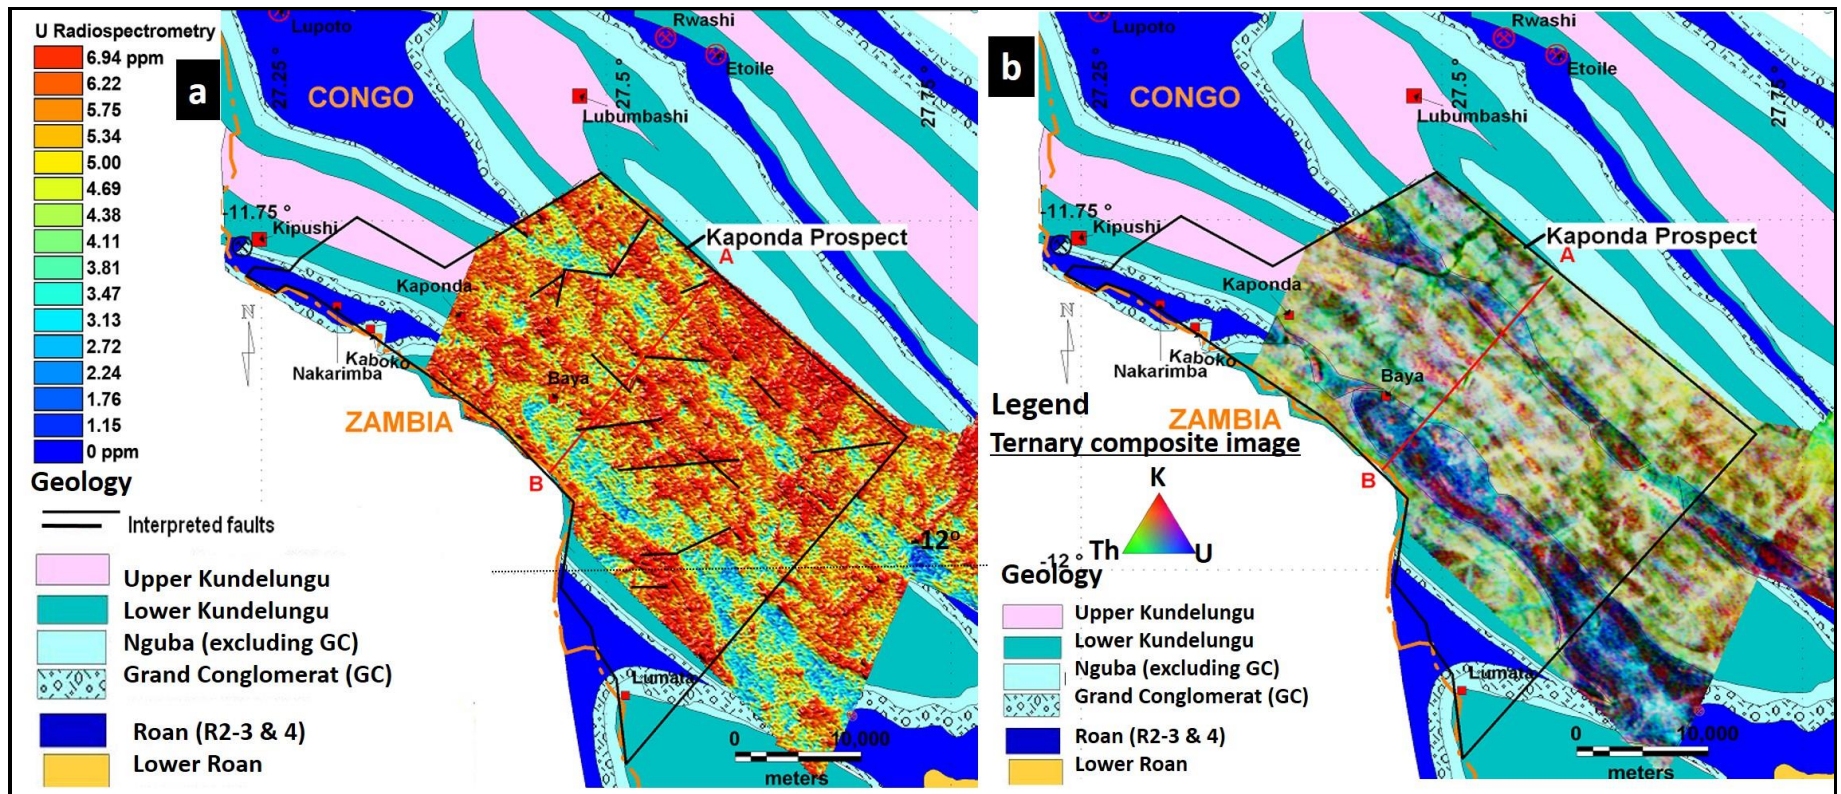 U Radiospectrometry
6.94 ppm
6.22
5.75
5.34
5.00
4.69
4.38
4.11
3.81
3.47
3.13
2.72
2.24
1.76
1.15
0 ppm
Geology
Interpreted faults
Upper Kundelungu
Lower Kundelungu
Nguba (excluding GC)
Grand Conglomerat (GC)
Roan (R2-3 & 4)
Lower Roan
a
Lupoto
27.25 °
CONGO
Rwashi
Etoile
27.5 °
Lubumbashi
27.75 °
-11.75 °
Kipushi
Kaponda Prospect
A
Kaponda
N
Kaboko
Nakarimba
Baya
ZAMBIA
B
-12°
Lumata
0 10,000
meters
b
Lupoto
27.25 °
CONGO
Rwashi
Etoile
27.5 °
Lubumbashi
27.75 °
-11.75 °
Kipushi
Kaponda Prospect
A
Kaponda
N
Kaboko
Nakarimba
Baya
Legend
ZAMBIA
Ternary composite image
B
K
Th U
-12 °
Geology
Upper Kundelungu
Lower Kundelungu
Nguba (excluding GC)
Grand Conglomerat (GC)
Roan (R2-3 & 4)
Lower Roan
Lumata
0 10,000
meters